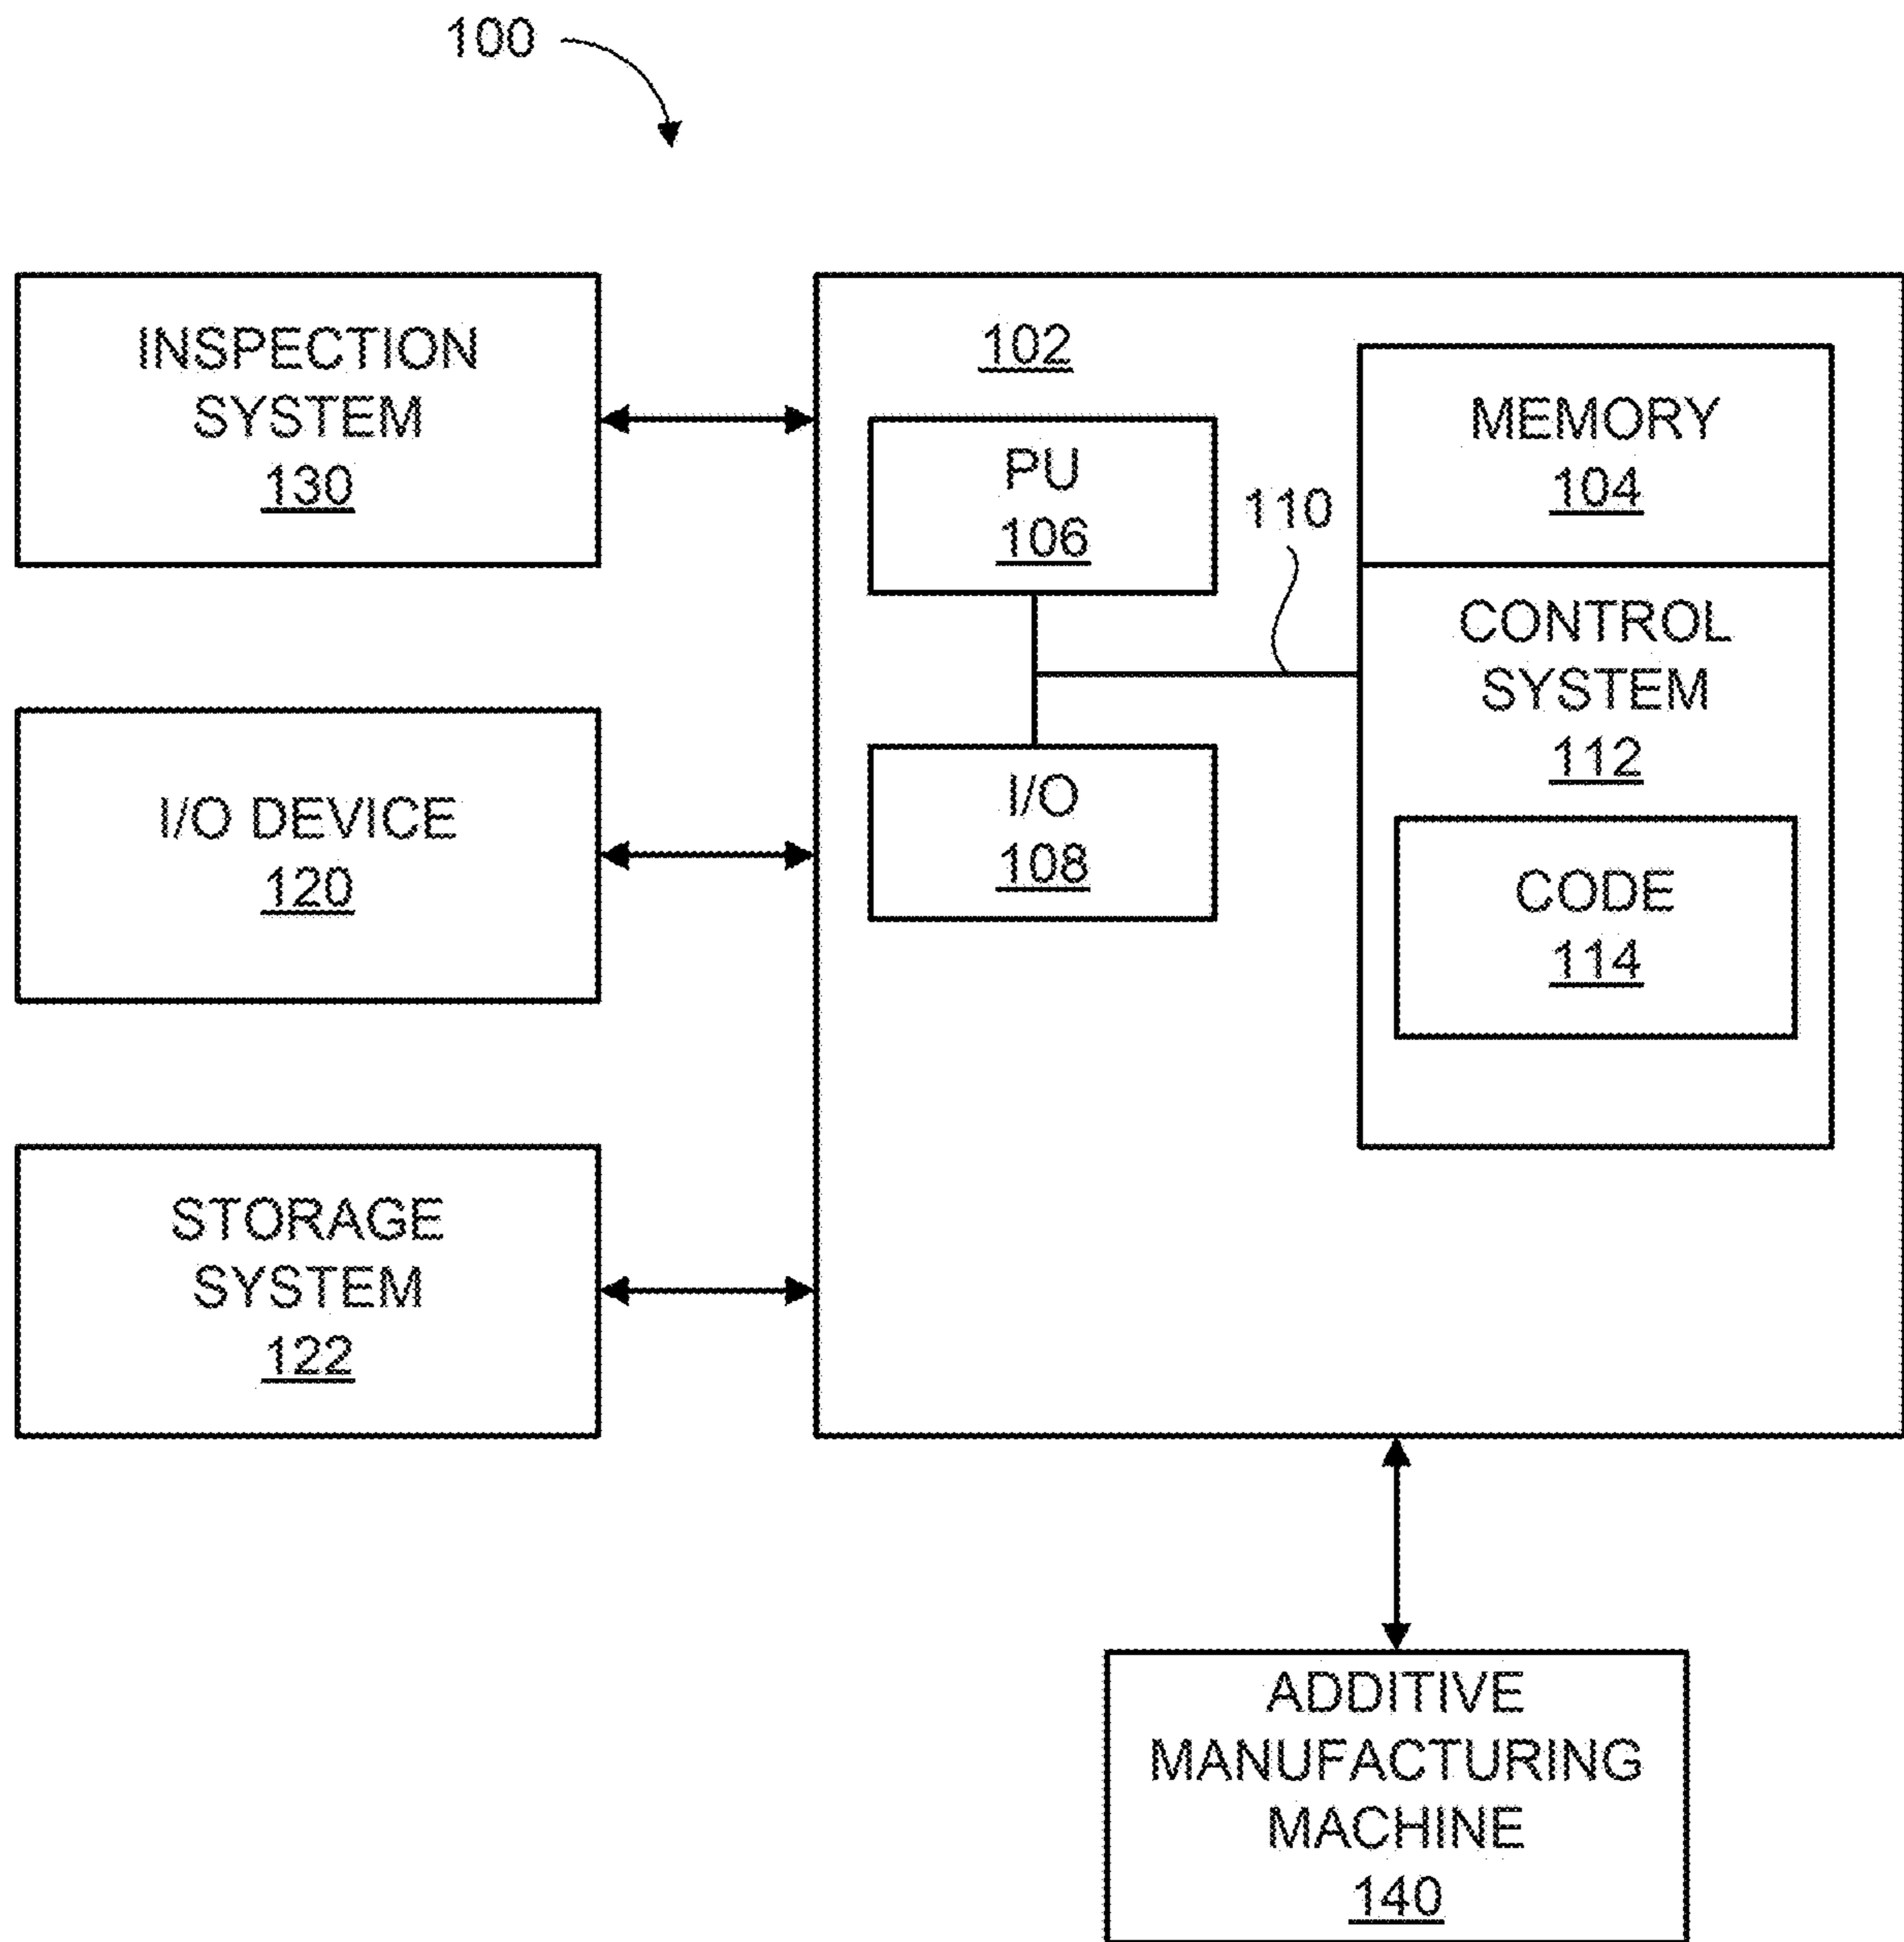 100
INSPECTION
SYSTEM
130
I/O DEVICE
120
STORAGE
SYSTEM
122
102
PU
106
I/O
108
110
MEMORY
104
CONTROL
SYSTEM
112
CODE
114
ADDITIVE
MANUFACTURING
MACHINE
140